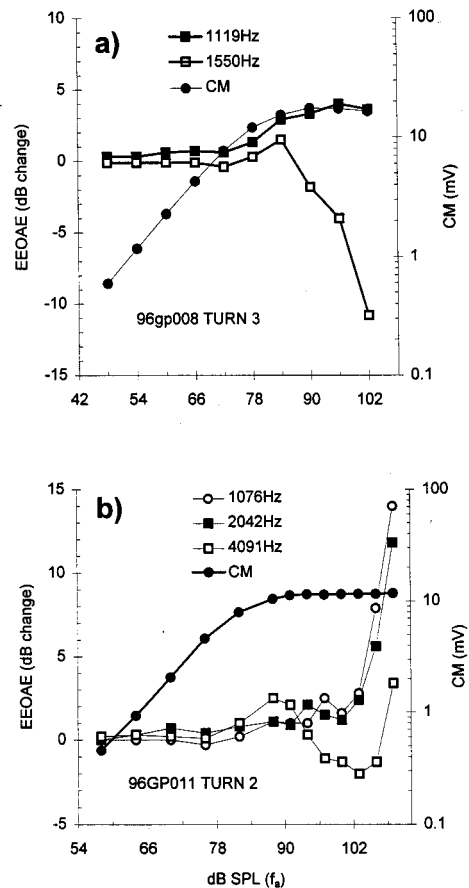 a)
1119Hz
1550Hz
CM
10
5
0
-5
-10
-15
EEOAE (dB change)
100
10
1
0.1
CM (mV)
96gp008 TURN 3
42 54 66 78 90 102
b)
1076Hz
2042Hz
4091Hz
CM
15
10
5
0
-5
EEOAE (dB change)
100
10
1
0.1
CM (mV)
96GP011 TURN 2
54 66 78 90 102
dB SPL (fa)